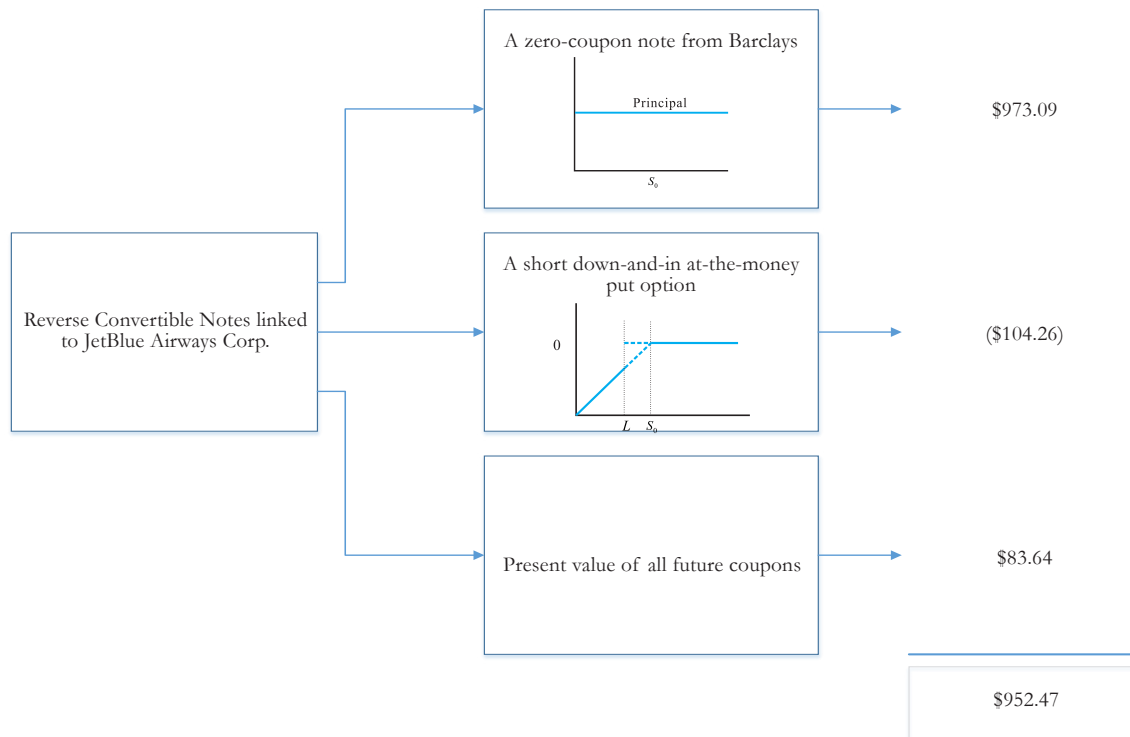 A zero-coupon note from Barclays
Principal
S₀
$973.09
Reverse Convertible Notes linked
to JetBlue Airways Corp.
A short down-and-in at-the-money
put option
0
L S₀
($104.26)
Present value of all future coupons
$83.64
$952.47